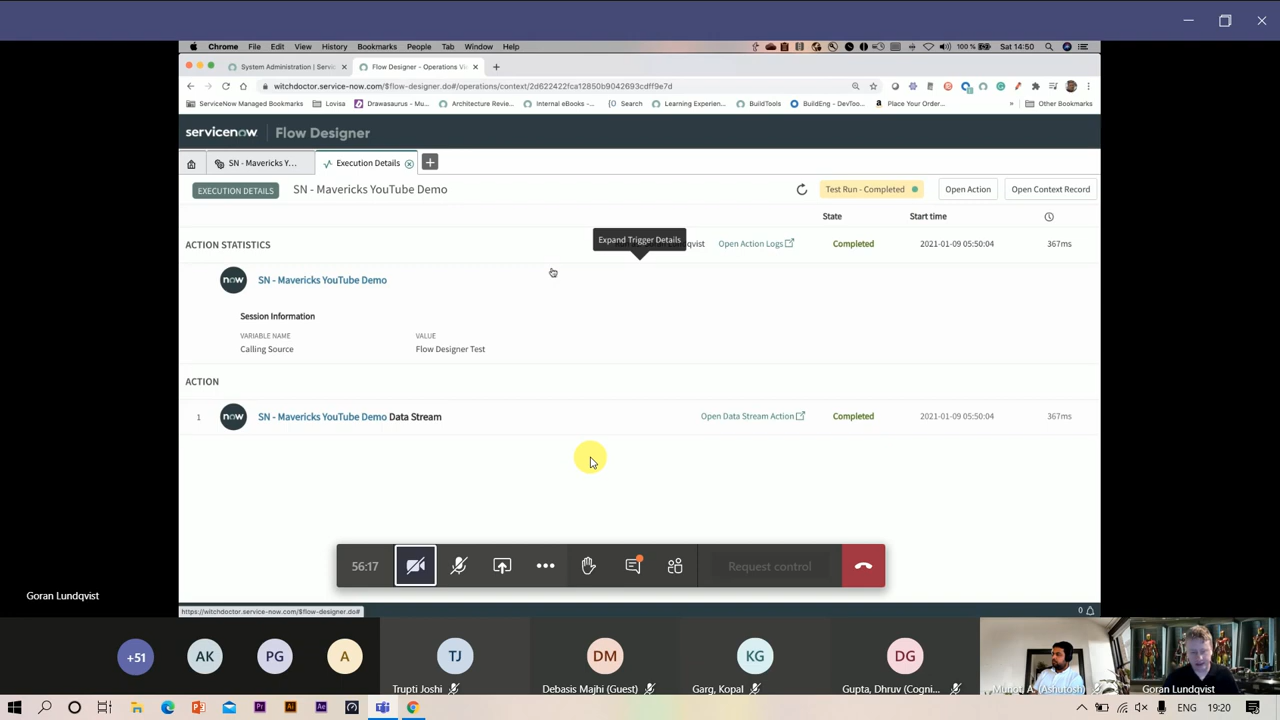 Chrome File Edit View History Bookmarks People Tab Window Help 100 % Sat 14:50
System Administration | Servic Flow Designer - Operations Vi
witchdoctor.service-now.com/$flow-designer.do#/operations/context/2d622422fca12850b9042693cdff9e7d
ServiceNow Managed Bookmarks Lovisa Drawasaurus - Mu... Architecture Revie... Internal eBooks -... Search Learning Experien... BuildTools BuildEng - DevToo... Place Your Order... » Other Bookmarks
servicenow Flow Designer
SN - Mavericks Y... Execution Details
EXECUTION DETAILS SN - Mavericks YouTube Demo Test Run - Completed Open Action Open Context Record
State Start time
Expand Trigger Details
ACTION STATISTICS qvist Open Action Logs Completed 2021-01-09 05:50:04 367ms
now SN - Mavericks YouTube Demo
Session Information
VARIABLE NAME VALUE
Calling Source Flow Designer Test
ACTION
1 now SN - Mavericks YouTube Demo Data Stream Open Data Stream Action Completed 2021-01-09 05:50:04 367ms
56:17 Request control
Goran Lundqvist
https://witchdoctor.service-now.com/$flow-designer.do# 0
+51 AK PG A TJ DM KG DG
Trupti Joshi Debasis Majhi (Guest) Garg, Kopal Gupta, Dhruv (Cogni... A. (Ashutosh) Goran Lundqvist
Pr Ai Ae ENG 19:20